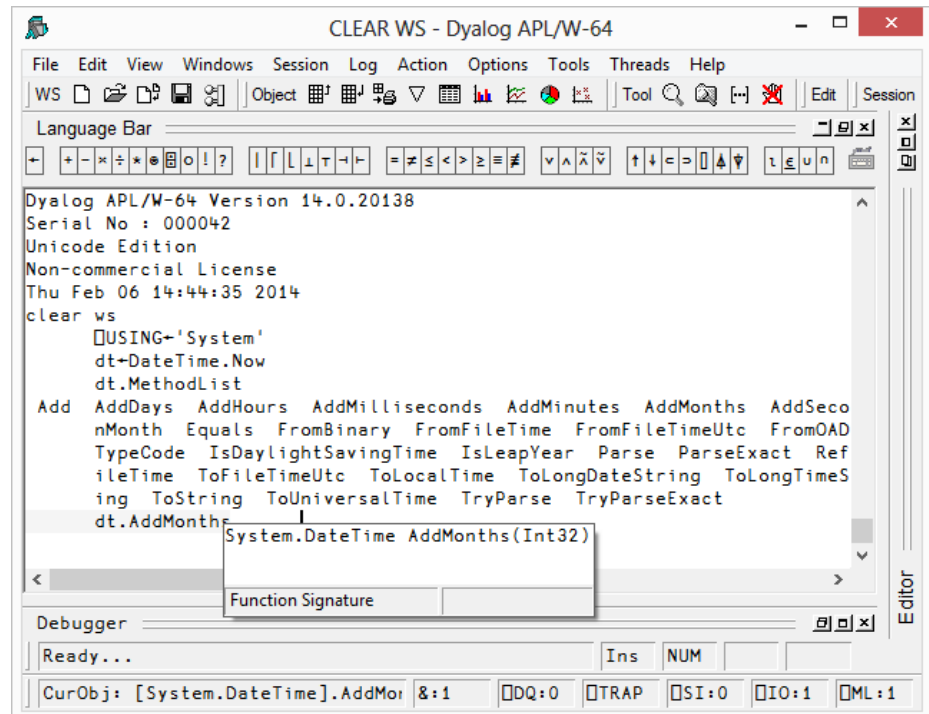 CLEAR WS - Dyalog APL/W-64
File Edit View Windows Session Log Action Options Tools Threads Help
WS Object Tool Edit Session
Language Bar
← + - × ÷ * ⍟ ⌹ ○ ! ? | ⌈ ⌊ ⊥ ⊤ ⊣ ⊢ = ≠ ≤ < > ≥ ≡ ≢ ∨ ∧ ⍲ ⍱ ↑ ↓ ⊂ ⊃ ⌷ ⍋ ⍒ ⍳ ⍷ ∪ ∩
Dyalog APL/W-64 Version 14.0.20138
Serial No : 000042
Unicode Edition
Non-commercial License
Thu Feb 06 14:44:35 2014
clear ws
⎕USING←'System'
dt←DateTime.Now
dt.MethodList
Add AddDays AddHours AddMilliseconds AddMinutes AddMonths AddSeco
nMonth Equals FromBinary FromFileTime FromFileTimeUtc FromOAD
TypeCode IsDaylightSavingTime IsLeapYear Parse ParseExact Ref
ileTime ToFileTimeUtc ToLocalTime ToLongDateString ToLongTimeS
ing ToString ToUniversalTime TryParse TryParseExact
dt.AddMonths
System.DateTime AddMonths(Int32)
Function Signature
Editor
Debugger
Ready... Ins NUM
CurObj: [System.DateTime].AddMor &:1 ⎕DQ:0 ⎕TRAP ⎕SI:0 ⎕IO:1 ⎕ML:1